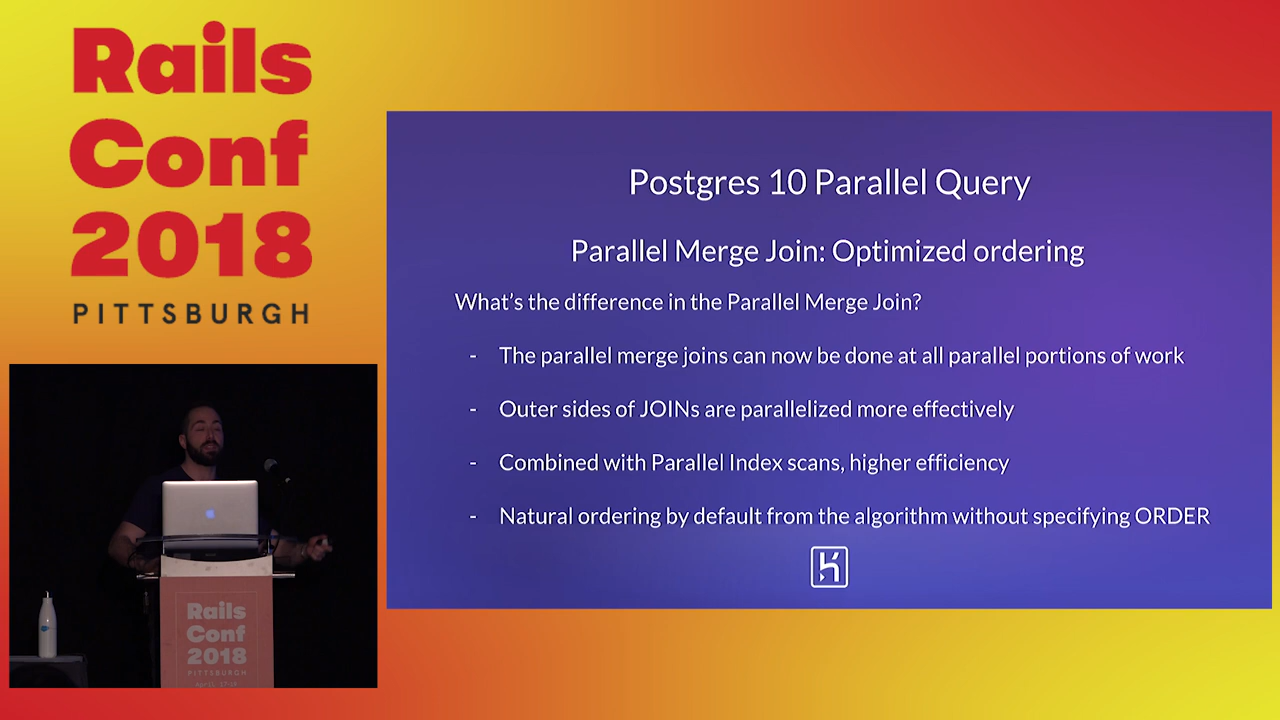 Rails
Conf
2018
PITTSBURGH
Postgres 10 Parallel Query
Parallel Merge Join: Optimized ordering
What's the difference in the Parallel Merge Join?
- The parallel merge joins can now be done at all parallel portions of work
- Outer sides of JOINs are parallelized more effectively
- Combined with Parallel Index scans, higher efficiency
- Natural ordering by default from the algorithm without specifying ORDER
Rails
Conf
2018
PITTSBURGH